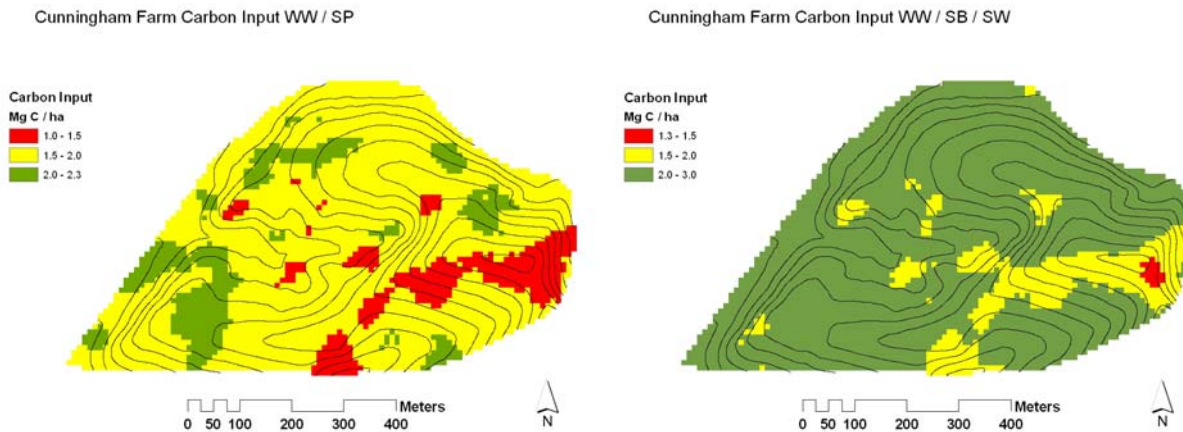 Cunningham Farm Carbon Input WW / SP
Carbon Input
Mg C / ha
1.0 - 1.5
1.5 - 2.0
2.0 - 2.3
Meters
0 50 100 200 300 400
N
Cunningham Farm Carbon Input WW / SB / SW
Carbon Input
Mg C / ha
1.3 - 1.5
1.5 - 2.0
2.0 - 3.0
Meters
0 50 100 200 300 400
N